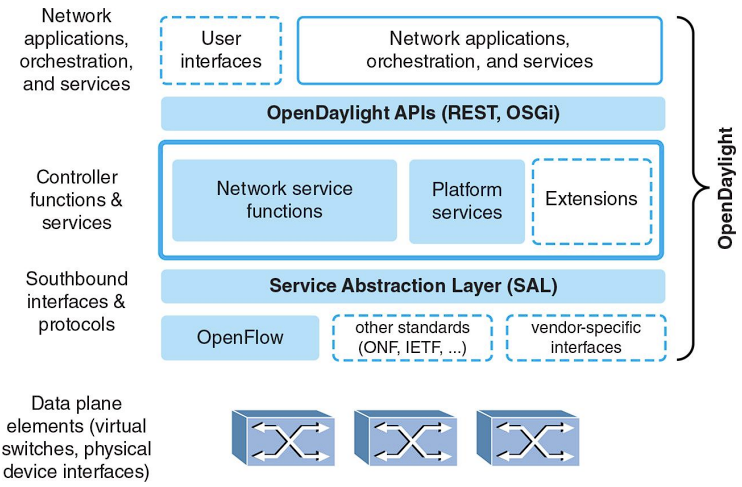 Network
applications,
orchestration,
and services
User
interfaces
Network applications,
orchestration, and services
OpenDaylight APIs (REST, OSGi)
Controller
functions &
services
Network service
functions
Platform
services
Extensions
Southbound
interfaces &
protocols
Service Abstraction Layer (SAL)
OpenFlow
other standards
(ONF, IETF, ...)
vendor-specific
interfaces
OpenDaylight
Data plane
elements (virtual
switches, physical
device interfaces)